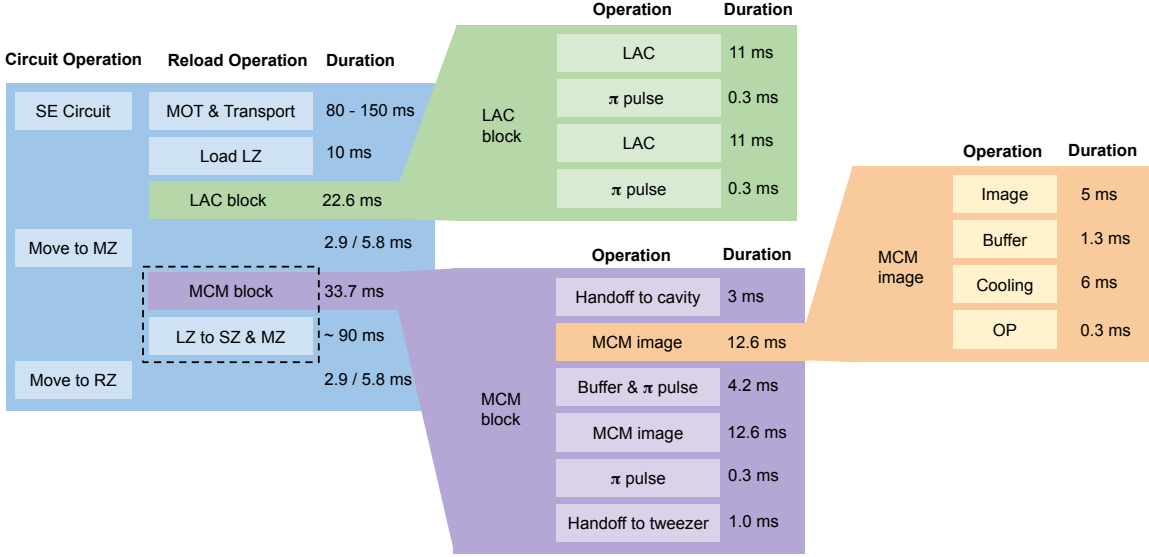 Circuit Operation Reload Operation Duration
SE Circuit MOT & Transport 80 - 150 ms
Load LZ 10 ms
LAC block 22.6 ms
Move to MZ 2.9 / 5.8 ms
MCM block 33.7 ms
LZ to SZ & MZ ~ 90 ms
Move to RZ 2.9 / 5.8 ms
Operation Duration
LAC
block
LAC 11 ms
π pulse 0.3 ms
LAC 11 ms
π pulse 0.3 ms
Operation Duration
MCM
block
Handoff to cavity 3 ms
MCM image 12.6 ms
Buffer & π pulse 4.2 ms
MCM image 12.6 ms
π pulse 0.3 ms
Handoff to tweezer 1.0 ms
Operation Duration
MCM
image
Image 5 ms
Buffer 1.3 ms
Cooling 6 ms
OP 0.3 ms